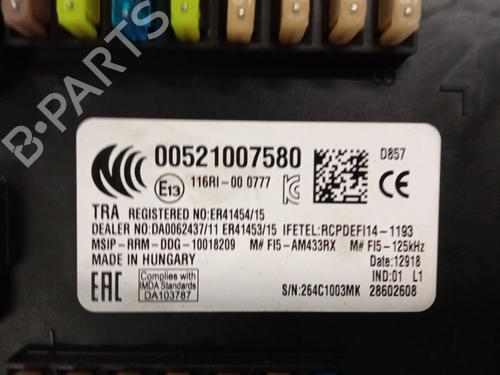 B-PARTS
00521007580
D857
E13
116RI-00 0777
TRA REGISTERED NO:ER41454/15
DEALER NO:DA0062437/11 ER41453/15 IFETEL:RCPDEFI14-1193
MSIP-RRM-DDG-10018209 M# FI5-AM433RX M# FI5-125kHz
MADE IN HUNGARY
Date:12918
IND:01 L1
EAC
Complies with
IMDA Standards
DA103787
S/N:264C1003MK 28602608